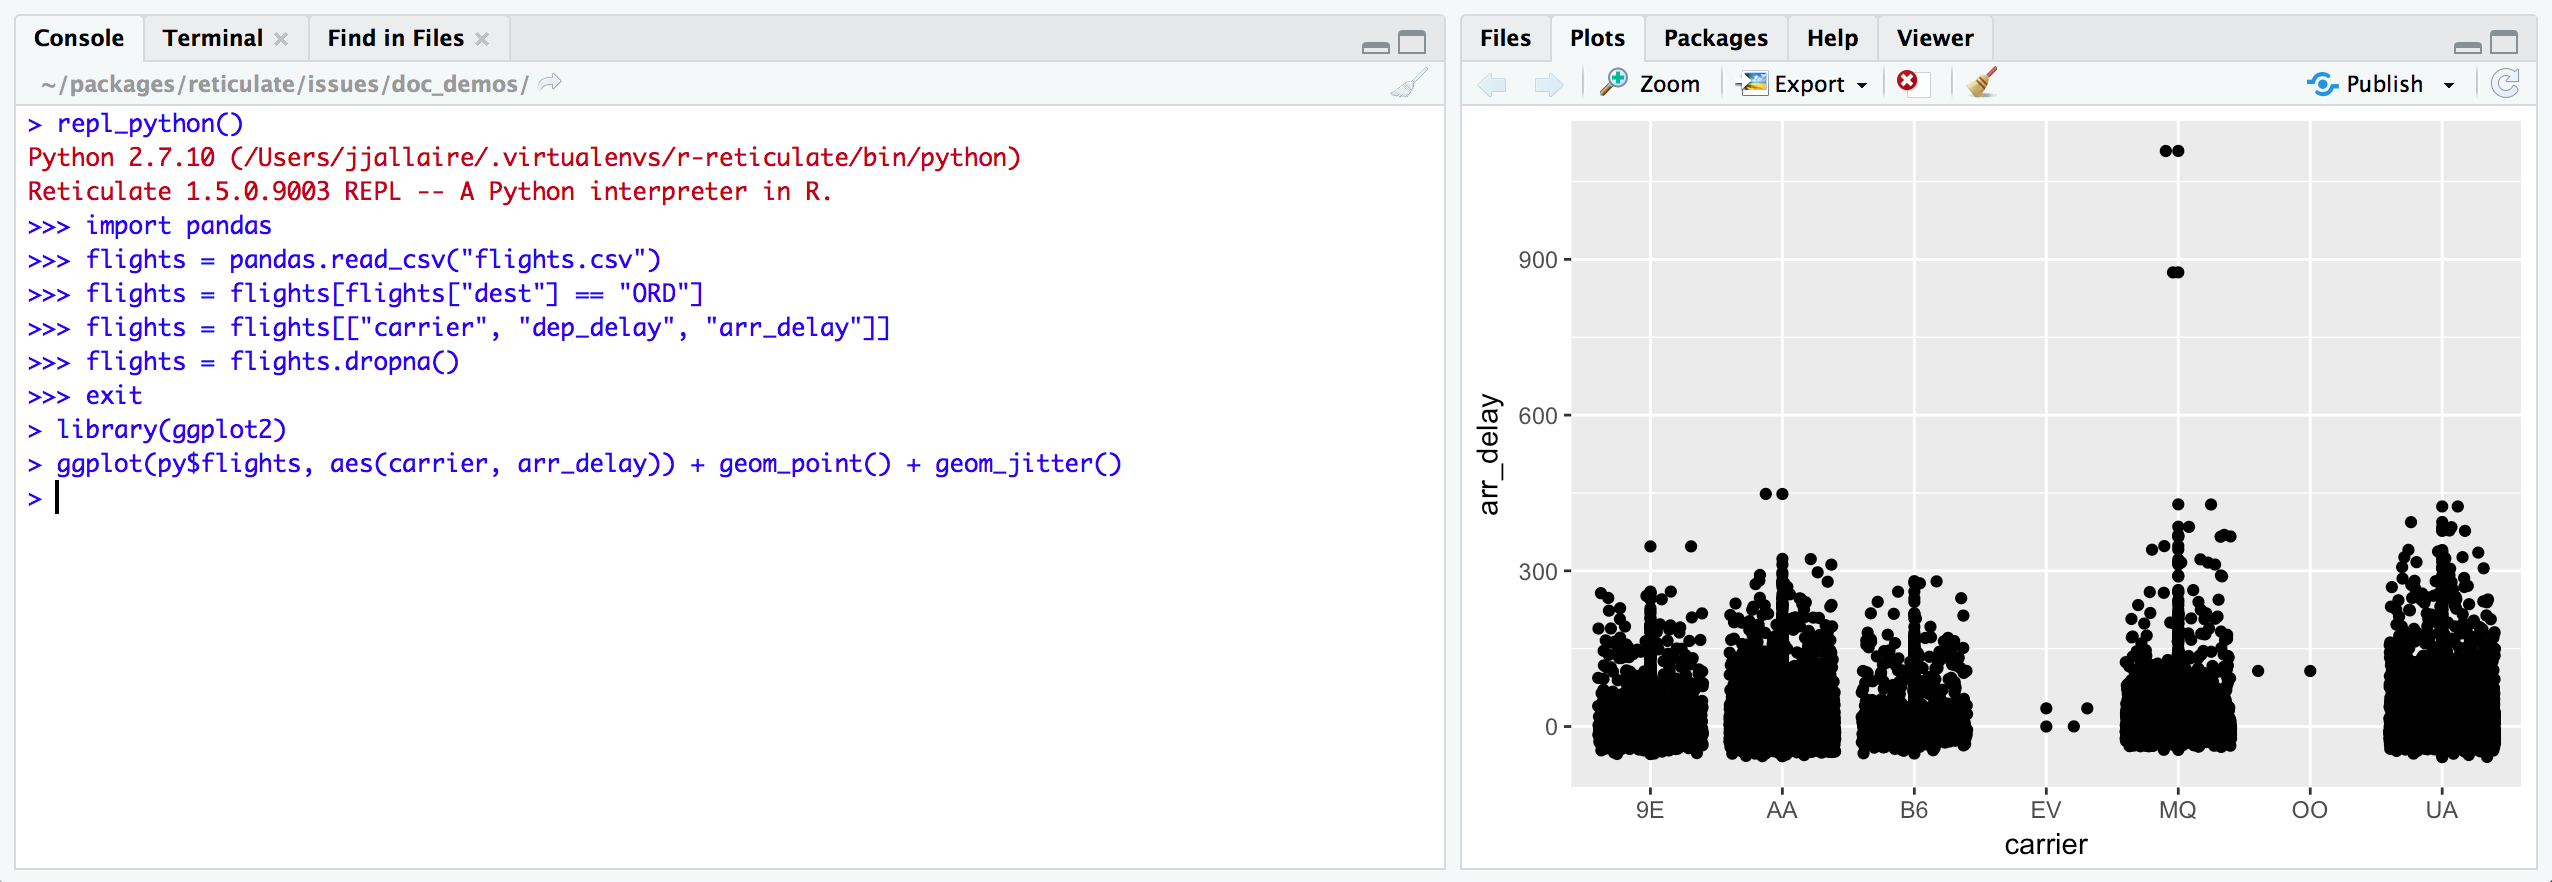 Console Terminal Find in Files
~/packages/reticulate/issues/doc_demos/
> repl_python()
Python 2.7.10 (/Users/jjallaire/.virtualenvs/r-reticulate/bin/python)
Reticulate 1.5.0.9003 REPL -- A Python interpreter in R.
>>> import pandas
>>> flights = pandas.read_csv("flights.csv")
>>> flights = flights[flights["dest"] == "ORD"]
>>> flights = flights[["carrier", "dep_delay", "arr_delay"]]
>>> flights = flights.dropna()
>>> exit
> library(ggplot2)
> ggplot(py$flights, aes(carrier, arr_delay)) + geom_point() + geom_jitter()
>
Files Plots Packages Help Viewer
Zoom Export Publish
arr_delay
900
600
300
0
9E AA B6 EV MQ OO UA
carrier